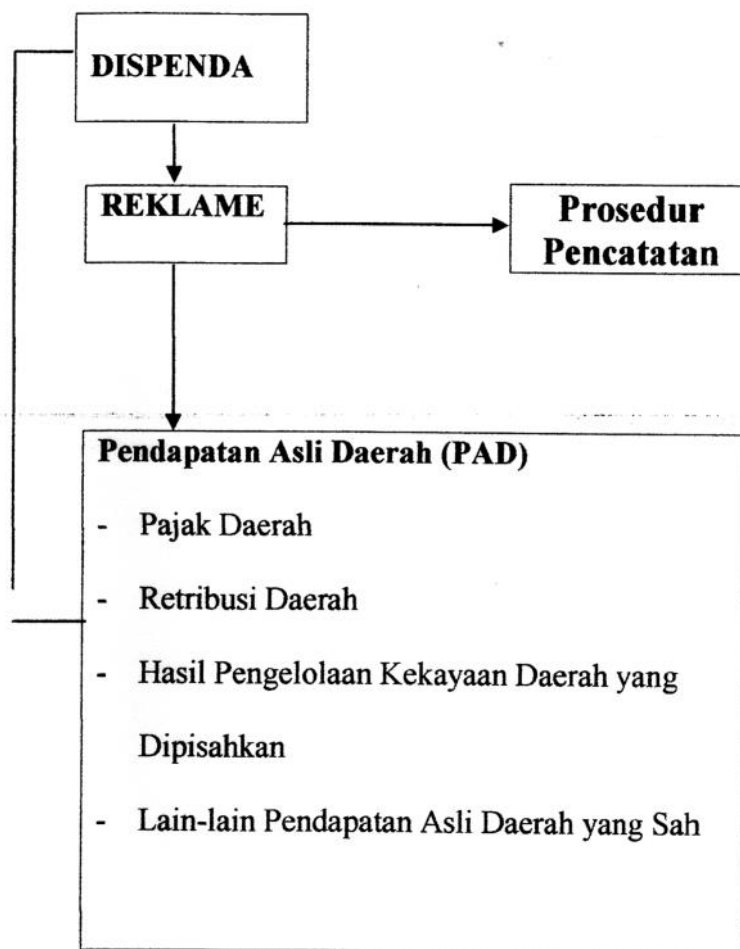 DISPENDA
REKLAME
Prosedur
Pencatatan
Pendapatan Asli Daerah (PAD)
- Pajak Daerah
- Retribusi Daerah
- Hasil Pengelolaan Kekayaan Daerah yang
Dipisahkan
- Lain-lain Pendapatan Asli Daerah yang Sah